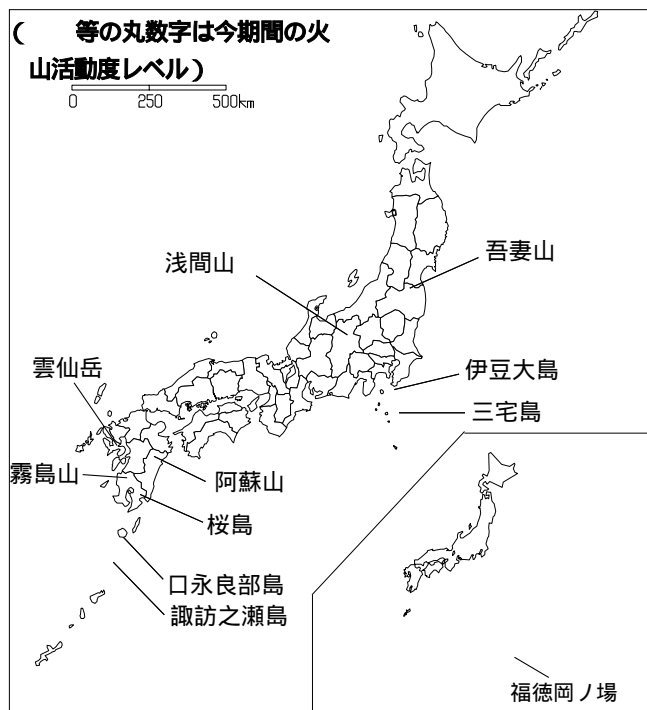 (　　等の丸数字は今期間の火
山活動度レベル)
0 250 500km
浅間山
吾妻山
雲仙岳
伊豆大島
三宅島
霧島山
阿蘇山
桜島
口永良部島
諏訪之瀬島
福徳岡ノ場